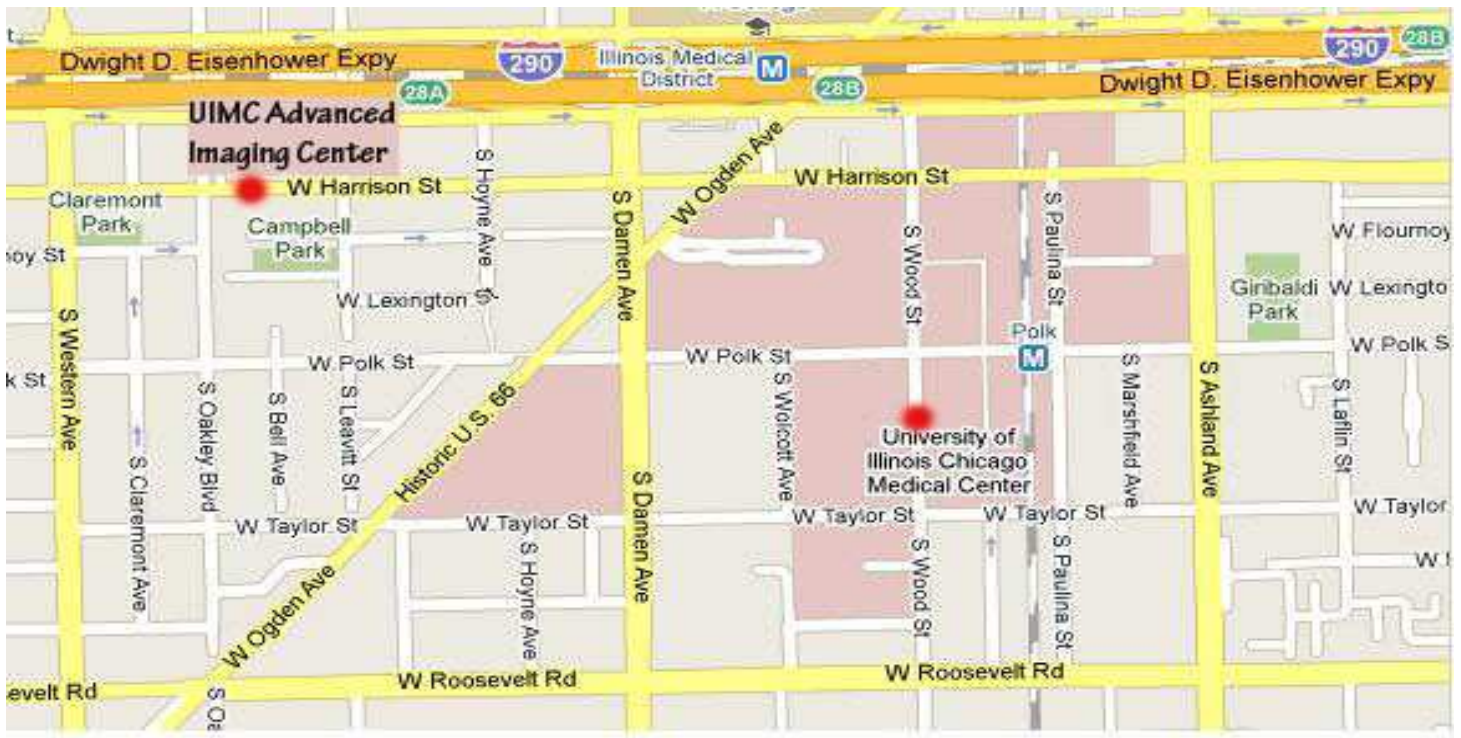 Dwight D. Eisenhower Expy
290
Illinois Medical
District
M
290
28B
28A
28B
Dwight D. Eisenhower Expy
UIMC Advanced
Imaging Center
W Harrison St
W Harrison St
Claremont
Park
Campbell
Park
S Hoyne Ave
S Damen Ave
W Ogden Ave
S Wood St
S Paulina St
W Flournoy
oy St
W Lexington St
Giribaldi
Park
W Lexingto
S Western Ave
W Polk St
W Polk St
Polk
M
W Polk S
k St
S Oakley Blvd
S Bell Ave
S Leavitt St
Historic U.S. 66
S Wolcott Ave
S Marshfield Ave
S Ashland Ave
S Laflin St
University of
Illinois Chicago
Medical Center
S Claremont Ave
S Damen Ave
W Taylor St
W Taylor St
W Taylor St
W Taylor St
W Taylor
S Hoyne Ave
S Wood St
S Paulina St
W Ogden Ave
W Roosevelt Rd
W Roosevelt Rd
evelt Rd
S Oa